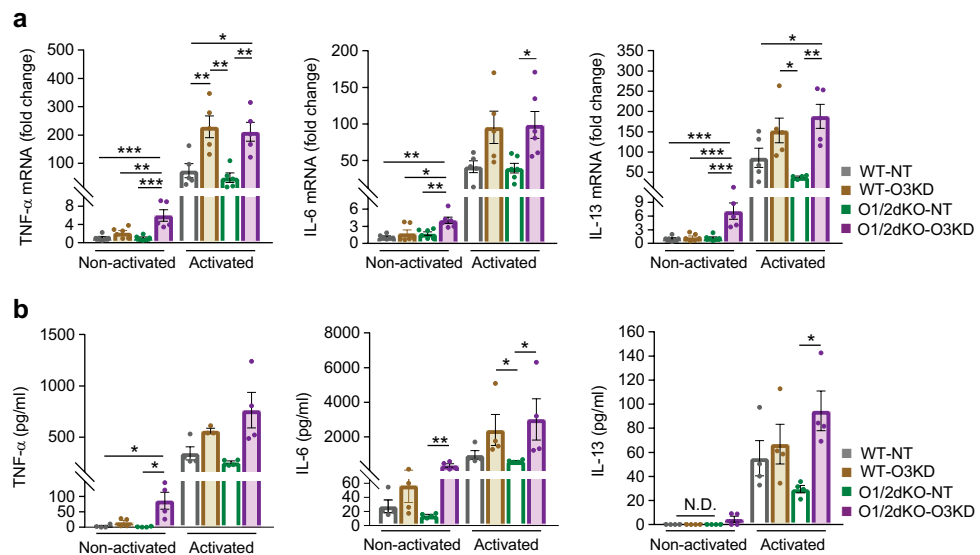 a
TNF-α mRNA (fold change)
500
400
300
200
100
8
4
0
***
**
***
**
**
*
**
Non-activated
Activated
IL-6 mRNA (fold change)
200
150
100
50
6
3
0
**
*
**
*
Non-activated
Activated
IL-13 mRNA (fold change)
350
300
250
200
150
100
50
9
6
3
0
***
***
***
*
*
**
Non-activated
Activated
WT-NT
WT-O3KD
O1/2dKO-NT
O1/2dKO-O3KD
b
TNF-α (pg/ml)
1500
1000
500
100
50
0
*
*
Non-activated
Activated
IL-6 (pg/ml)
8000
6000
4000
2000
60
40
20
0
**
*
*
Non-activated
Activated
IL-13 (pg/ml)
160
140
120
100
80
60
40
20
0
N.D.
*
Non-activated
Activated
WT-NT
WT-O3KD
O1/2dKO-NT
O1/2dKO-O3KD